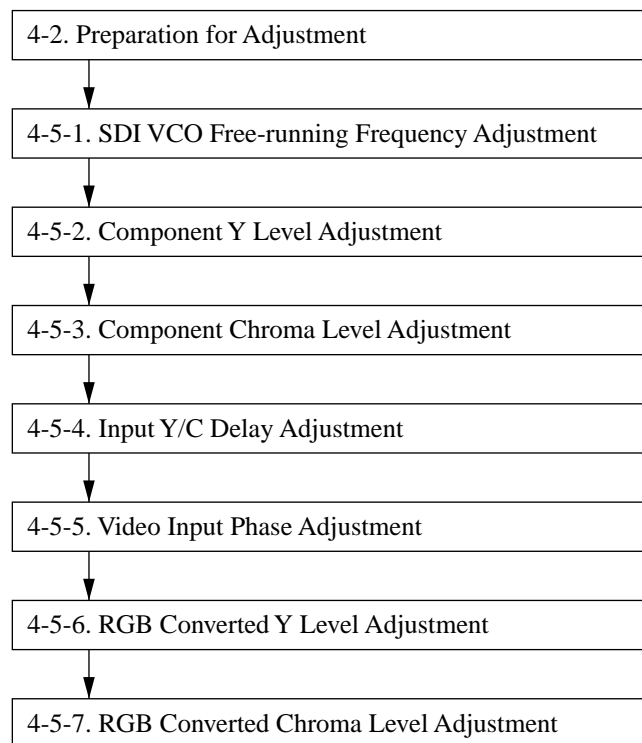 4-2. Preparation for Adjustment
4-5-1. SDI VCO Free-running Frequency Adjustment
4-5-2. Component Y Level Adjustment
4-5-3. Component Chroma Level Adjustment
4-5-4. Input Y/C Delay Adjustment
4-5-5. Video Input Phase Adjustment
4-5-6. RGB Converted Y Level Adjustment
4-5-7. RGB Converted Chroma Level Adjustment